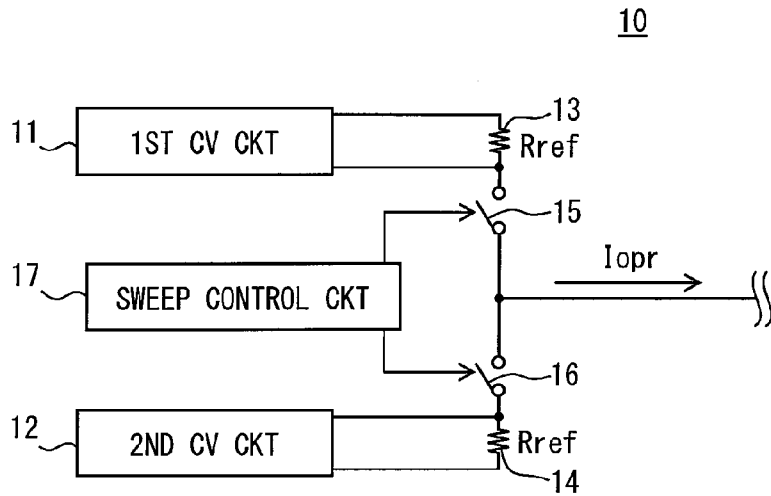 10
13
11
1ST CV CKT
Rref
15
17
SWEEP CONTROL CKT
Iopr
16
12
2ND CV CKT
Rref
14